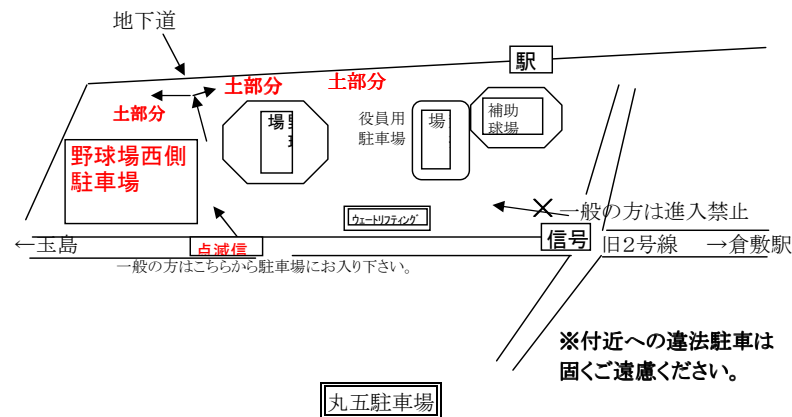 地下道
駅
土部分
土部分
土部分
役員用
駐車場
場
場
補助
球場
野球場西側
駐車場
ウェートリフティング
一般の方は進入禁止
←玉島
点滅信
信号
旧2号線 →倉敷駅
一般の方はこちらから駐車場にお入り下さい。
※付近への違法駐車は
固くご遠慮ください。
丸五駐車場